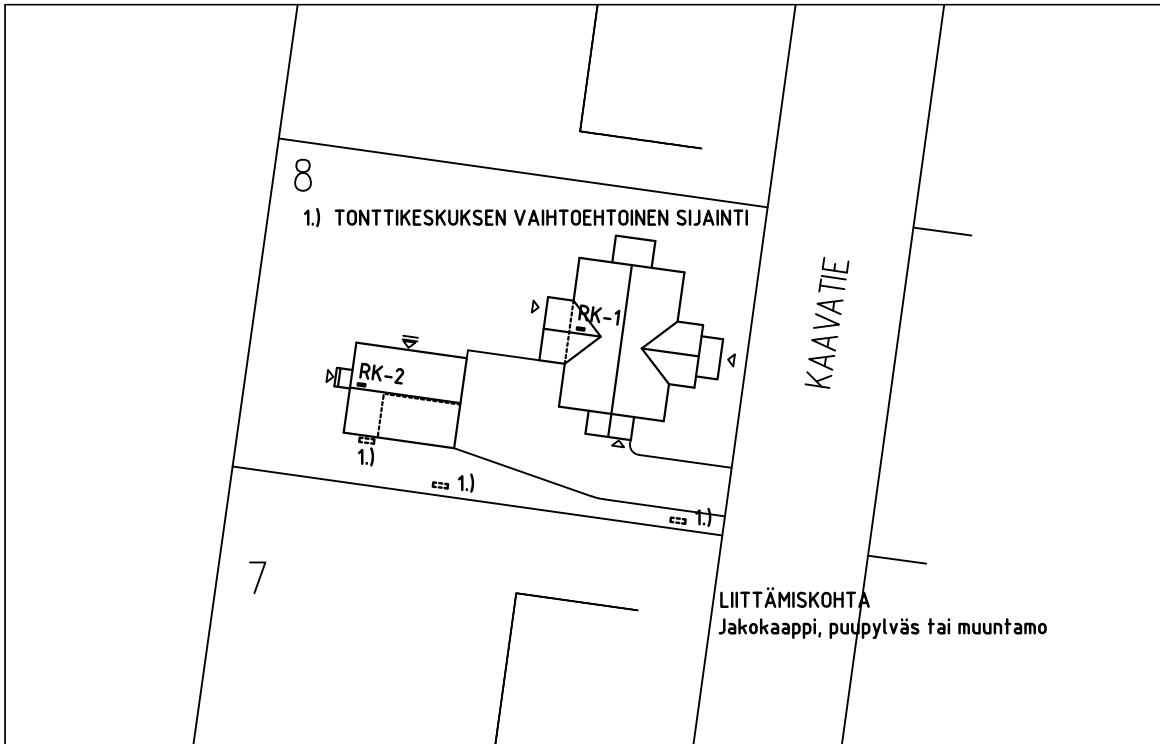 8
1.) TONTTIKESKUKSEN VAIHTOEHTOINEN SIJAINTI
KAAVATIE
RK-1
RK-2
1.)
1.)
1.)
7
LIITTÄMISKOHTA
Jakokaappi, puupylväs tai muuntamo